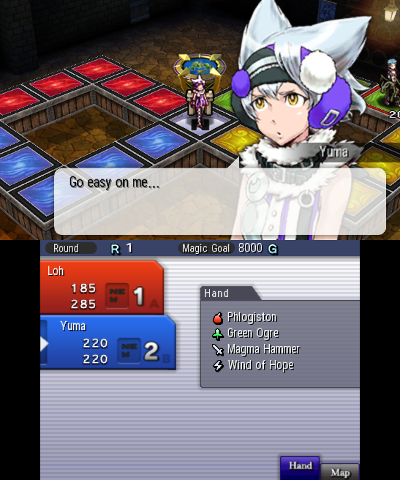 Yuma
Go easy on me...
Round R 1 Magic Goal 8000 G
Loh
185
285
1 A
Yuma
220
220
2 B
Hand
Phlogiston
Green Ogre
Magma Hammer
Wind of Hope
Hand Map